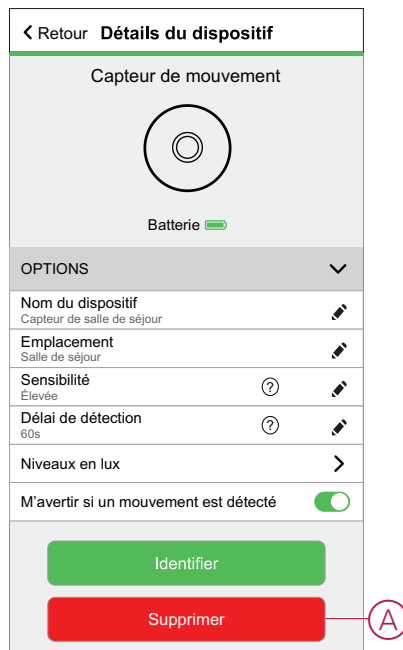 Retour Détails du dispositif
Capteur de mouvement
Batterie
OPTIONS
Nom du dispositif
Capteur de salle de séjour
Emplacement
Salle de séjour
Sensibilité ?
Élevée
Délai de détection ?
60s
Niveaux en lux
M'avertir si un mouvement est détecté
Identifier
Supprimer A